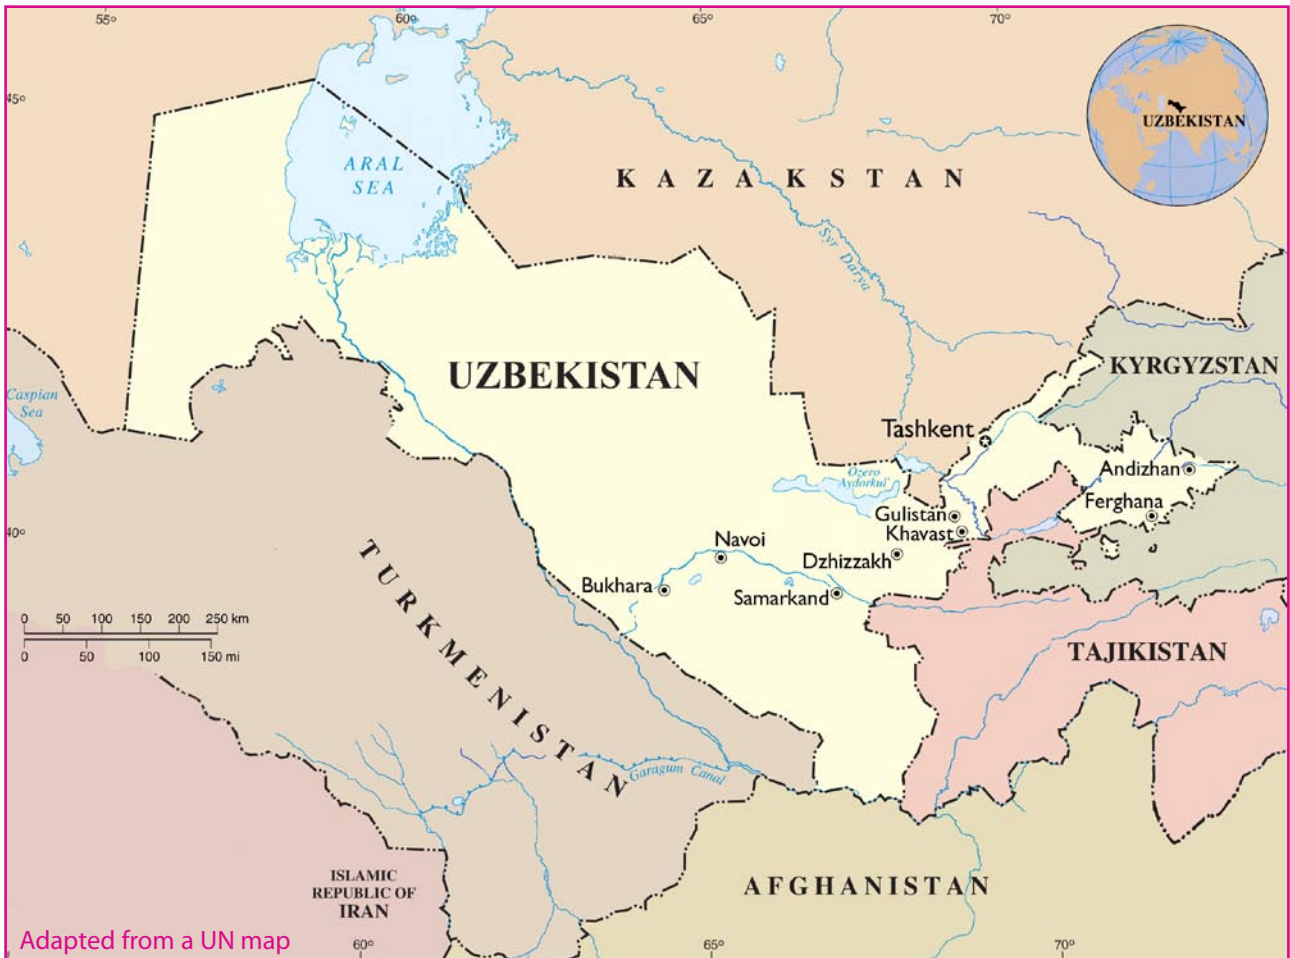 55°
60°
65°
70°
45°
UZBEKISTAN
ARAL
SEA
KAZAKSTAN
Syr Darya
UZBEKISTAN
KYRGYZSTAN
Caspian
Sea
Tashkent
Ozero
Aydorkul'
Andizhan
Ferghana
Gulistan
Khavast
40°
Navoi
Dzhizzakh
Bukhara
Samarkand
0 50 100 150 200 250 km
0 50 100 150 mi
TURKMENISTAN
TAJIKISTAN
Garagum Canal
ISLAMIC
REPUBLIC OF
IRAN
AFGHANISTAN
Adapted from a UN map
60°
65°
70°